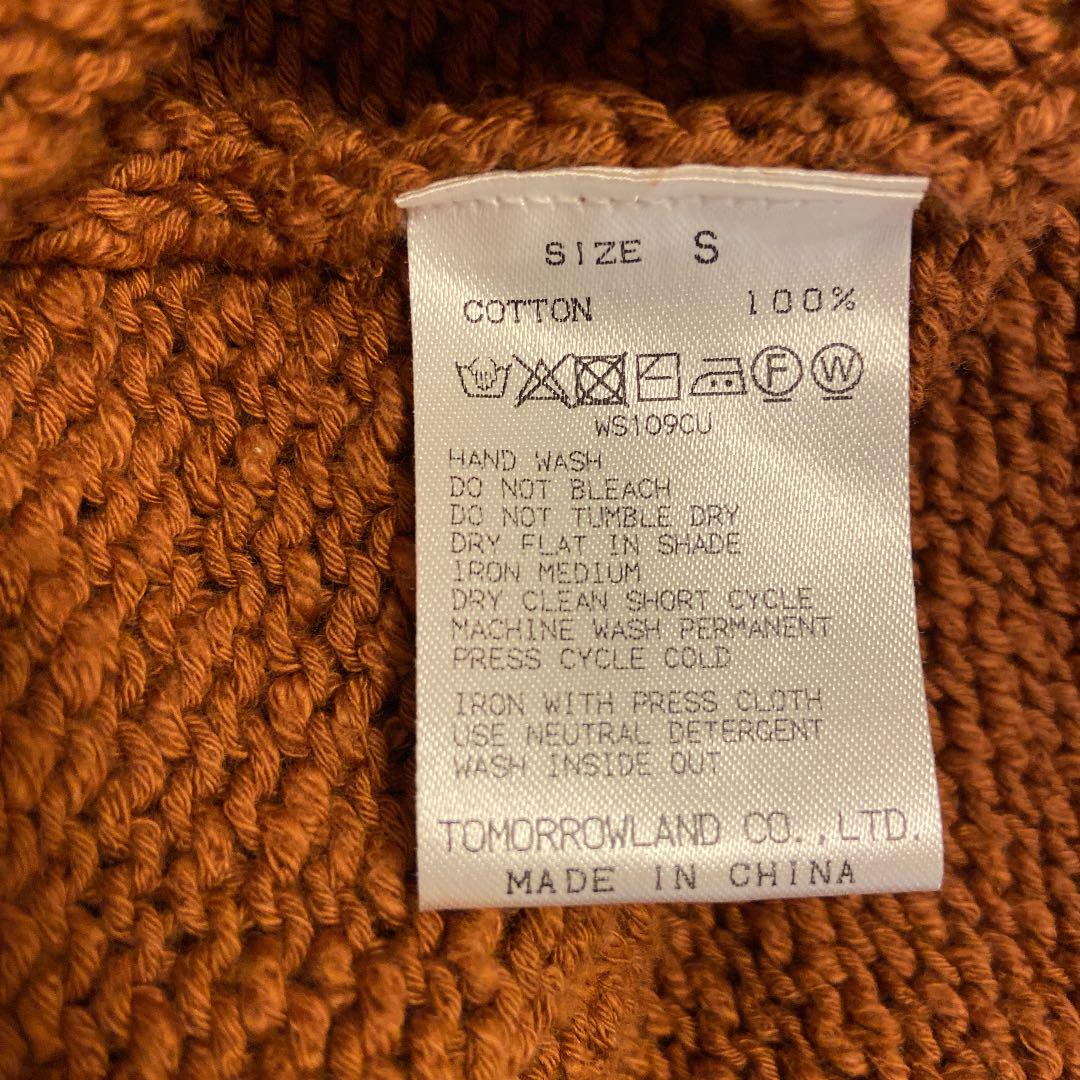 SIZE S
COTTON 100%
F W
WS109CU
HAND WASH
DO NOT BLEACH
DO NOT TUMBLE DRY
DRY FLAT IN SHADE
IRON MEDIUM
DRY CLEAN SHORT CYCLE
MACHINE WASH PERMANENT
PRESS CYCLE COLD
IRON WITH PRESS CLOTH
USE NEUTRAL DETERGENT
WASH INSIDE OUT
TOMORROWLAND CO.,LTD.
MADE IN CHINA